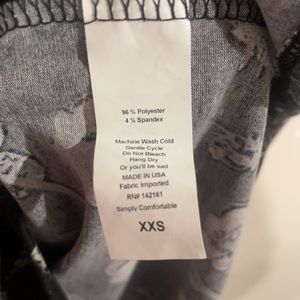 96 % Polyester
4 % Spandex
Machine Wash Cold
Gentle Cycle
Do Not Bleach
Hang Dry
Or you'll be sad
MADE IN USA
Fabric Imported
RN# 142161
Simply Comfortable
XXS